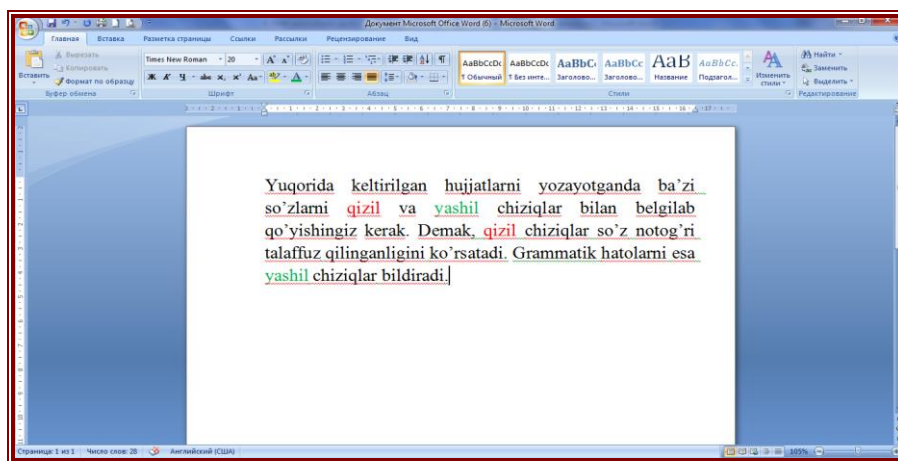 Документ Microsoft Office Word (6) - Microsoft Word
Главная Вставка Разметка страницы Ссылки Рассылки Рецензирование Вид
Вырезать
Копировать
Формат по образцу
Вставить
Times New Roman 20
AaBbCcDc AaBbCcDc AaBbC AaBbCc АаВ AaBbCc.
¶ Обычный ¶ Без инте... Заголово... Заголово... Название Подзагол...
Изменить стили
Найти
Заменить
Выделить
Буфер обмена Шрифт Абзац Стили Редактирование
Yuqorida keltirilgan hujjatlarni yozayotganda ba’zi
so’zlarni qizil va yashil chiziqlar bilan belgilab
qo’yishingiz kerak. Demak, qizil chiziqlar so’z notog’ri
talaffuz qilinganligini ko’rsatadi. Grammatik hatolarni esa
yashil chiziqlar bildiradi.
Страница: 1 из 1 Число слов: 28 Английский (США) 105%